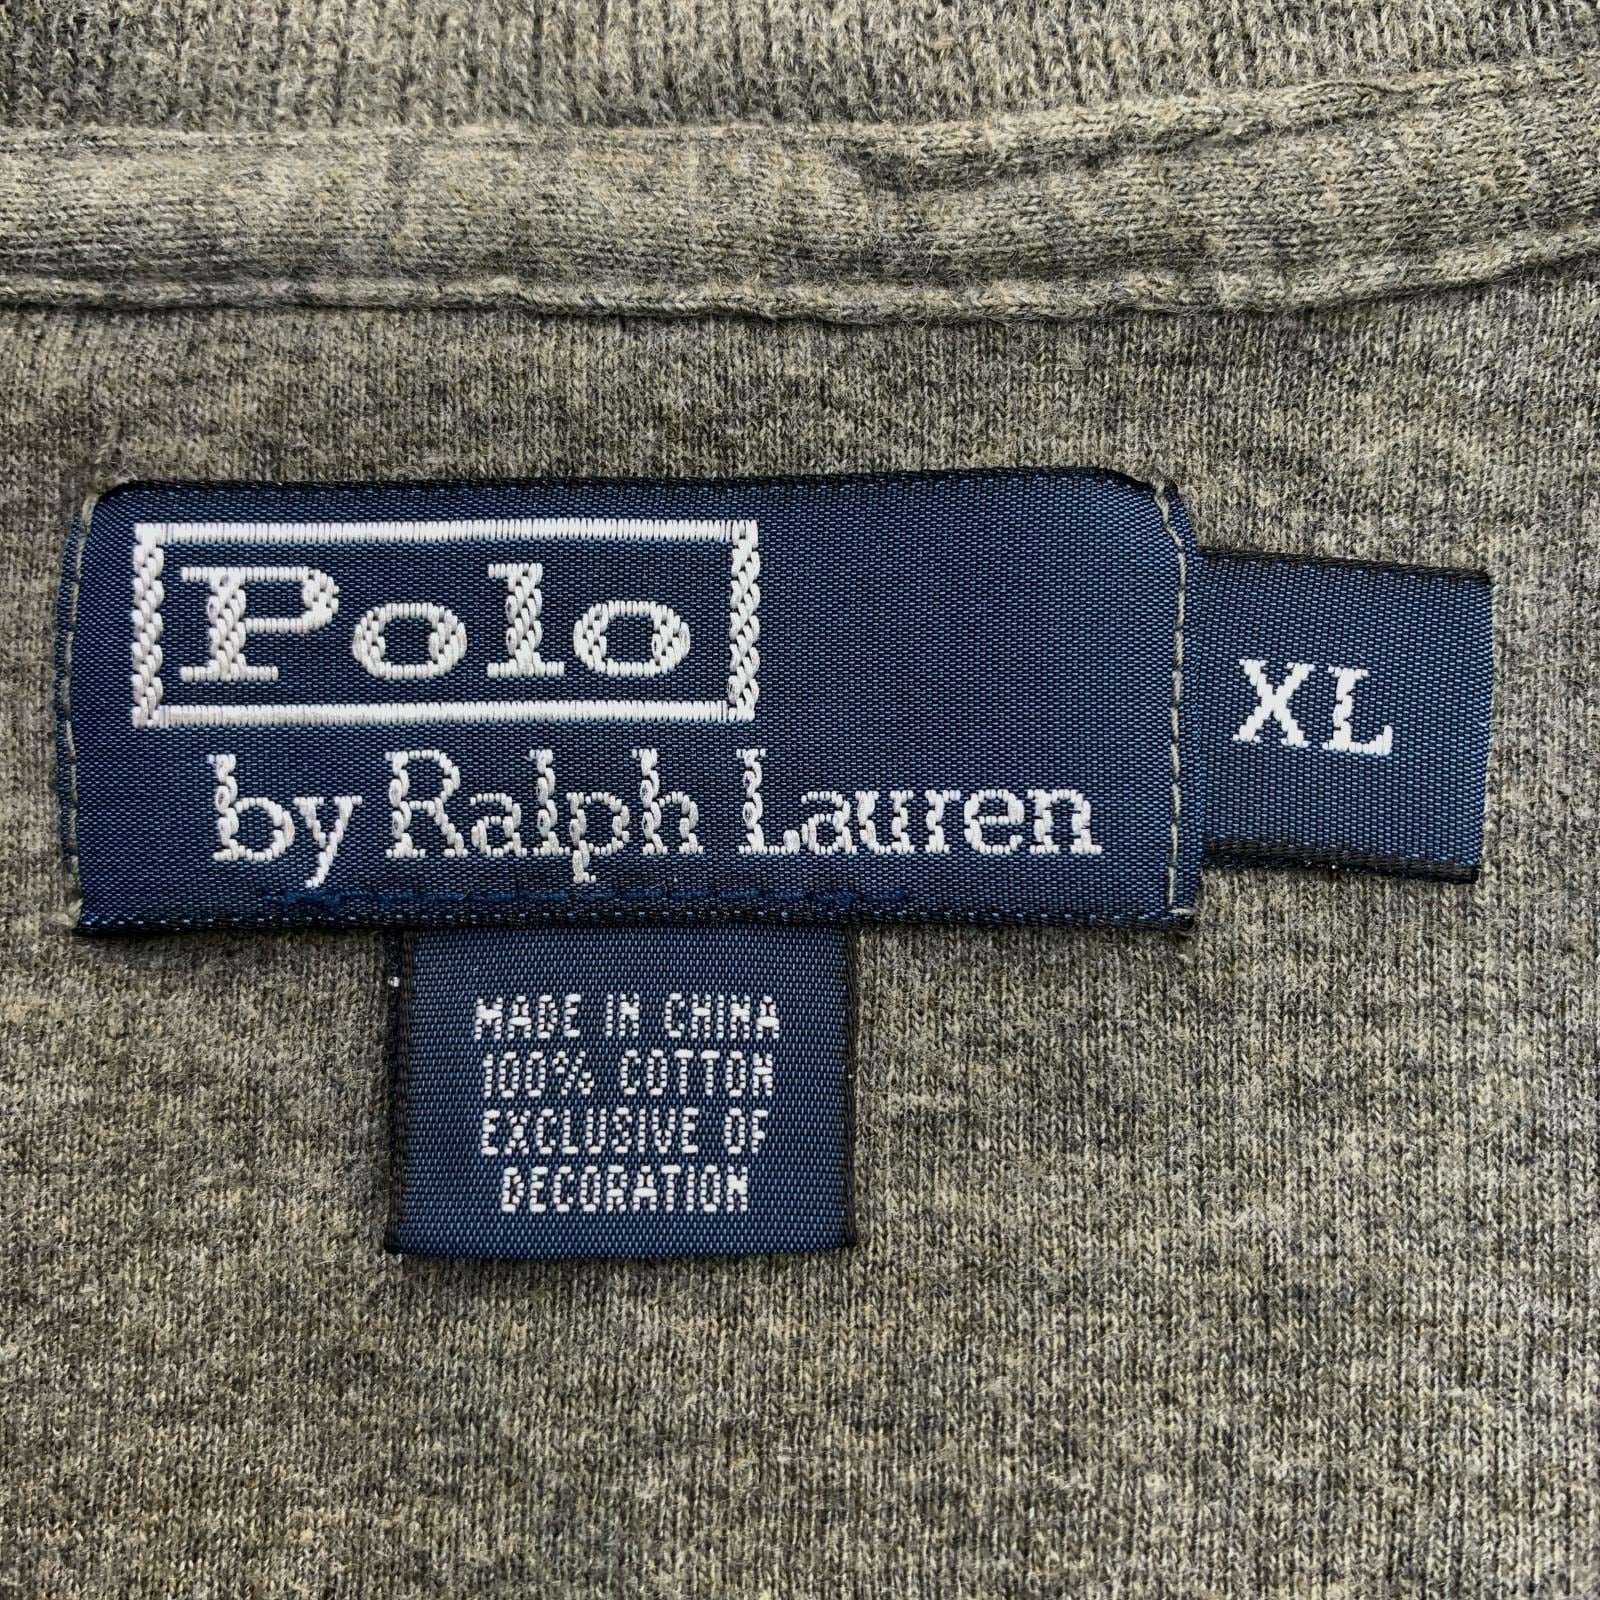 Polo
by Ralph Lauren
XL
MADE IN CHINA
100% COTTON
EXCLUSIVE OF
DECORATION